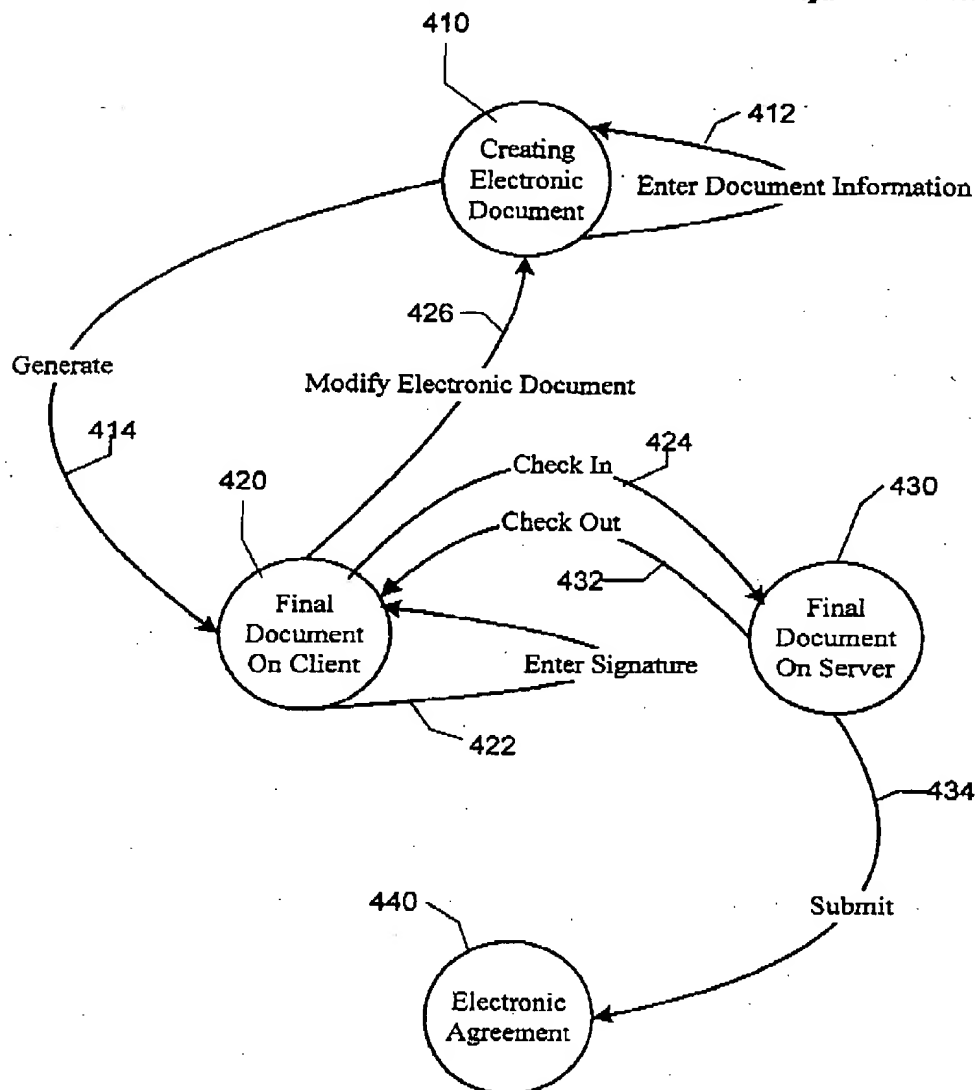 410
412
Creating
Electronic
Document
Enter Document Information
426
Generate
Modify Electronic Document
414
424
Check In
420
430
Check Out
432
Final
Document
On Client
Final
Document
On Server
Enter Signature
422
434
440
Submit
Electronic
Agreement